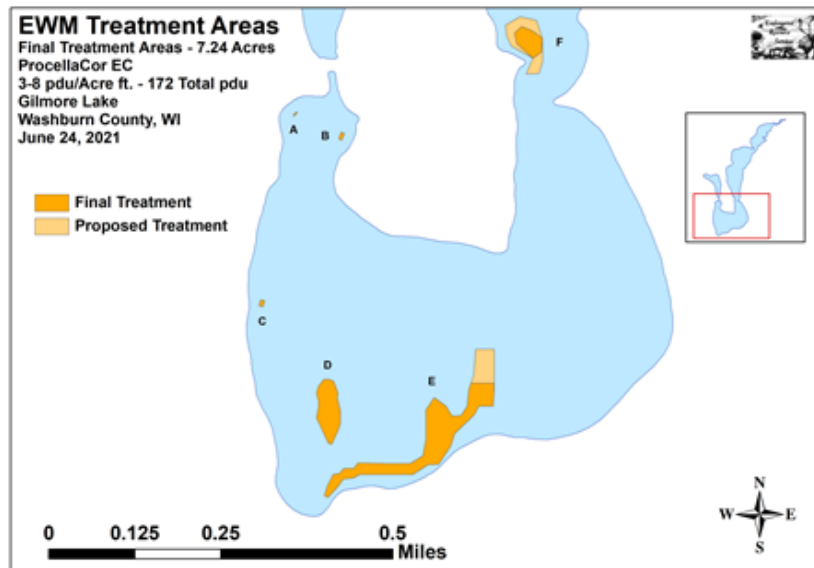 EWM Treatment Areas
Final Treatment Areas - 7.24 Acres
ProcellaCor EC
3-8 pdu/Acre ft. - 172 Total pdu
Gilmore Lake
Washburn County, WI
June 24, 2021
F
A
B
Final Treatment
Proposed Treatment
C
D
E
N
W E
S
0 0.125 0.25 0.5
Miles